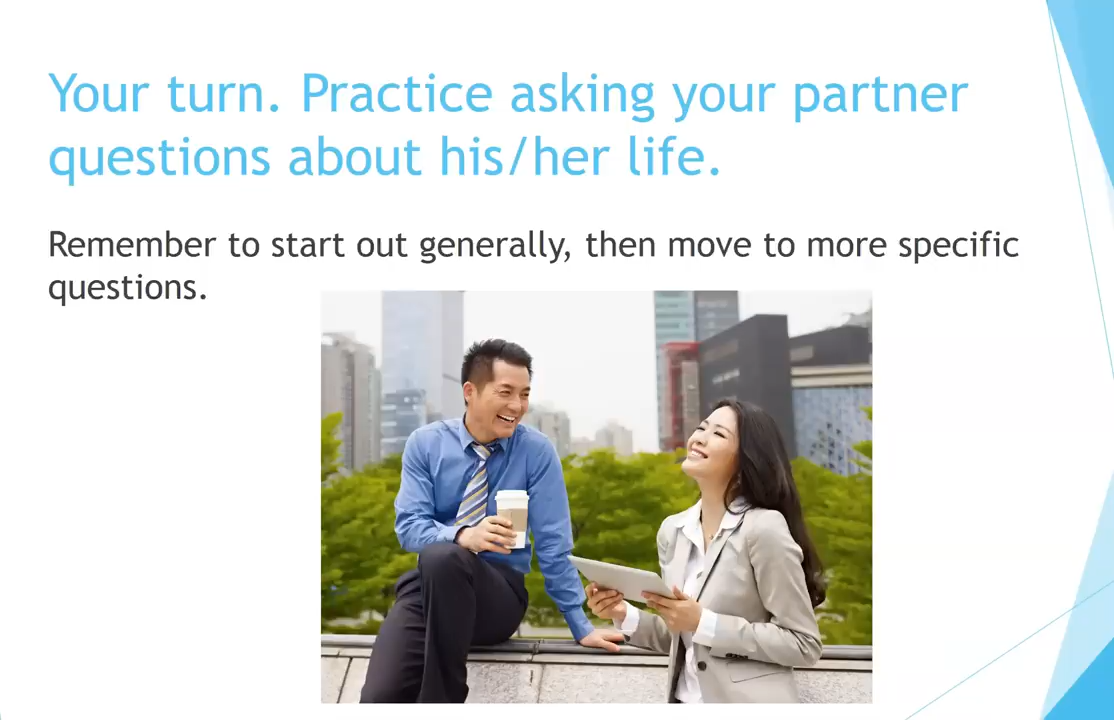 Your turn. Practice asking your partner
questions about his/her life.
Remember to start out generally, then move to more specific
questions.